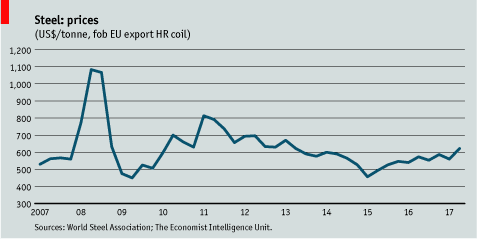 Steel: prices
(US$/tonne, fob EU export HR coil)
1,200
1,100
1,000
900
800
700
600
500
400
300
2007 08 09 10 11 12 13 14 15 16 17
Sources: World Steel Association; The Economist Intelligence Unit.